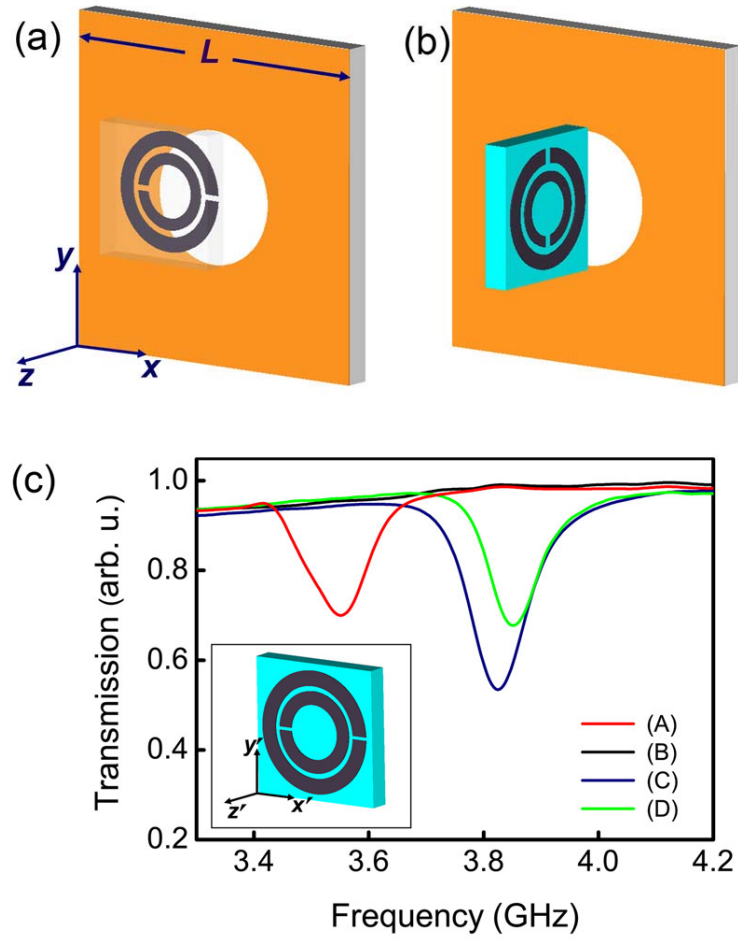 (a)
L
y
z
x
(b)
(c)
Transmission (arb. u.)
1.0
0.8
0.6
0.4
0.2
y′
z′
x′
(A)
(B)
(C)
(D)
3.4 3.6 3.8 4.0 4.2
Frequency (GHz)